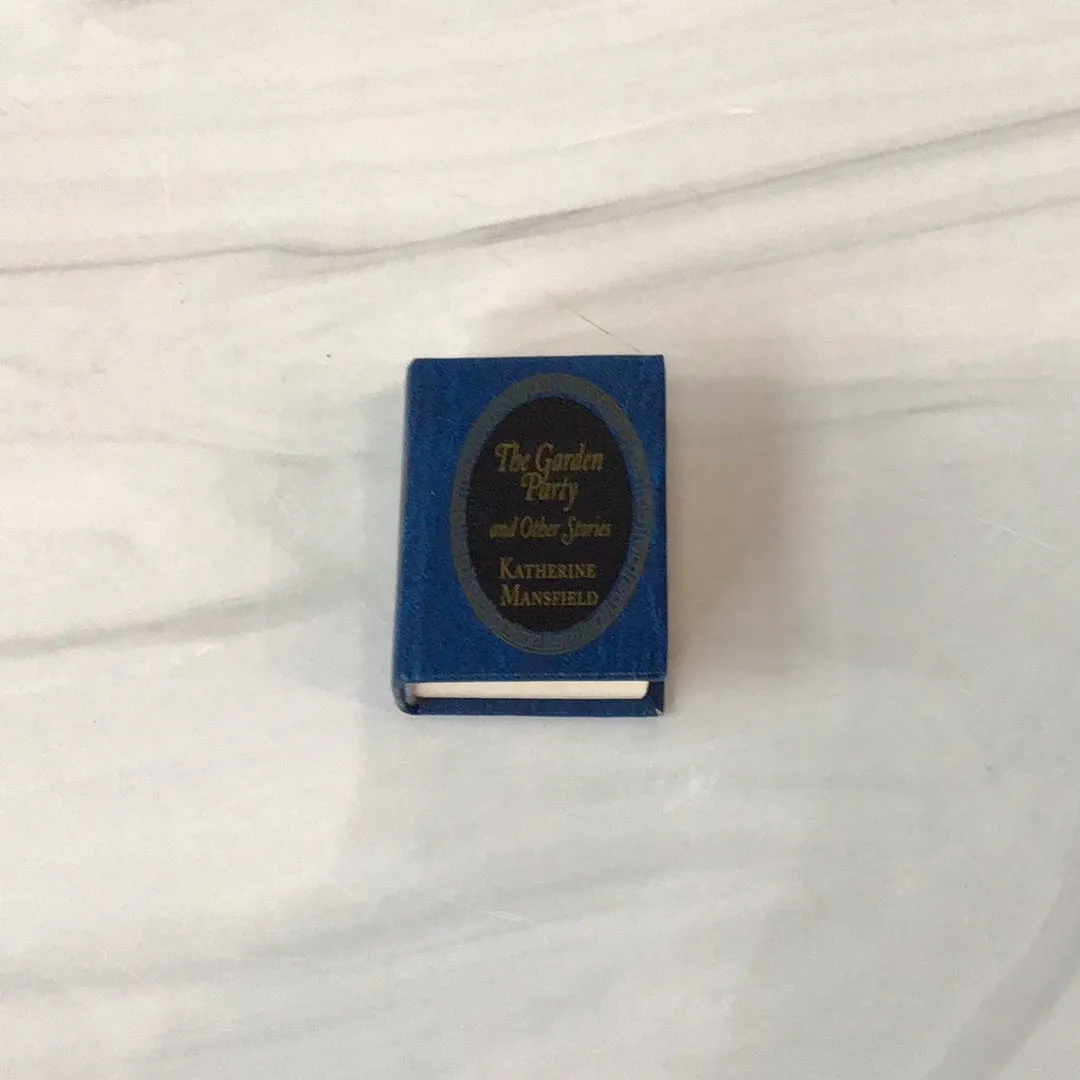 The Garden
Party
and Other Stories
KATHERINE
MANSFIELD